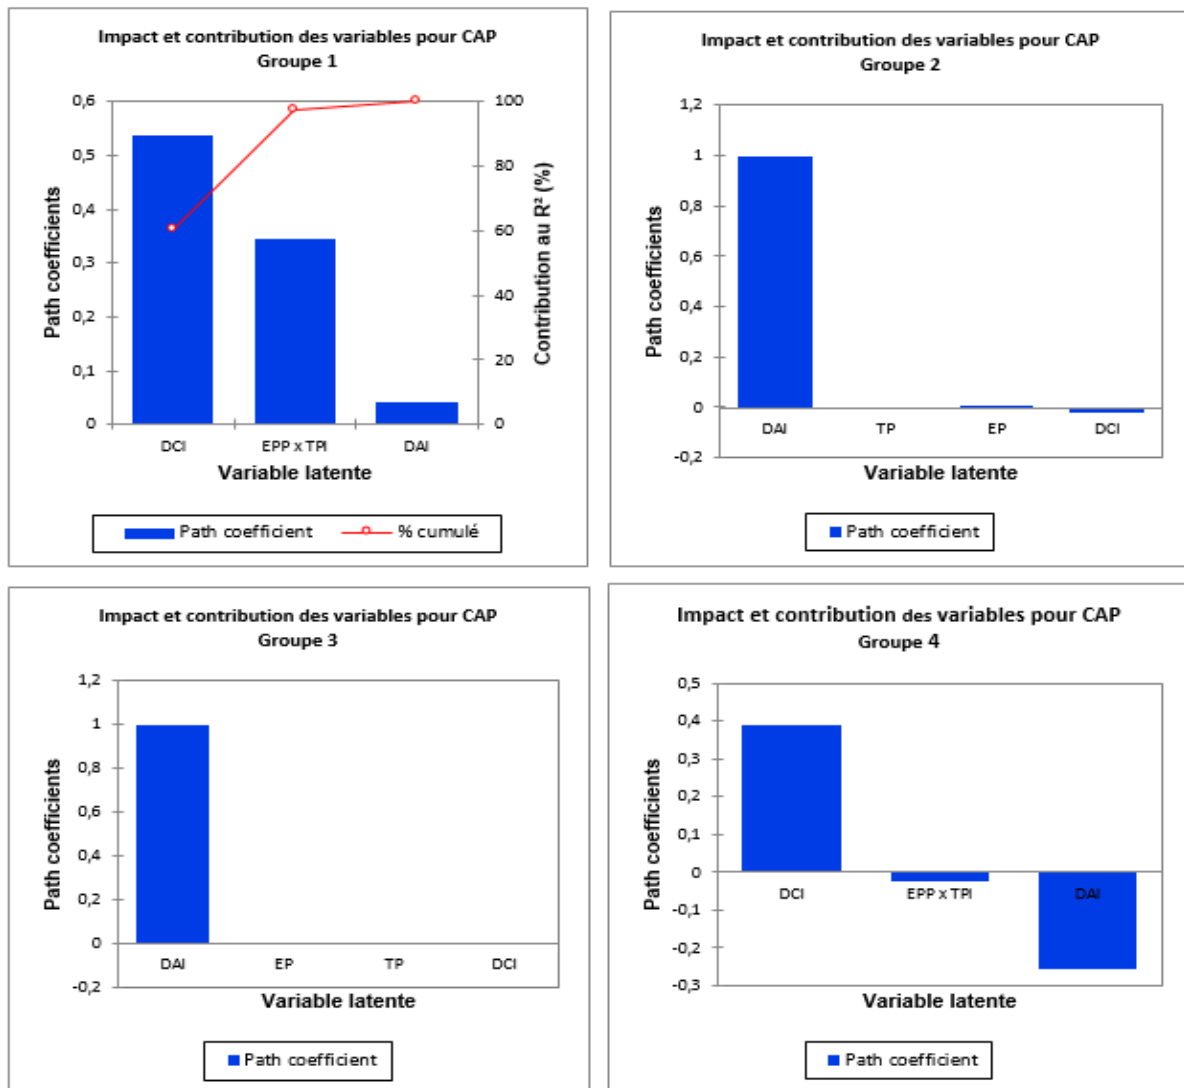 Impact et contribution des variables pour CAP
Groupe 1
0,6
0,5
0,4
0,3
0,2
0,1
0
100
80
60
40
20
0
Path coefficients
Contribution au R² (%)
DCI
EPP x TPI
DAI
Variable latente
Path coefficient
% cumulé
Impact et contribution des variables pour CAP
Groupe 2
1,2
1
0,8
0,6
0,4
0,2
0
-0,2
Path coefficients
DAI
TP
EP
DCI
Variable latente
Path coefficient
Impact et contribution des variables pour CAP
Groupe 3
1,2
1
0,8
0,6
0,4
0,2
0
-0,2
Path coefficients
DAI
EP
TP
DCI
Variable latente
Path coefficient
Impact et contribution des variables pour CAP
Groupe 4
0,5
0,4
0,3
0,2
0,1
0
-0,1
-0,2
-0,3
Path coefficients
DCI
EPP x TPI
DAI
Variable latente
Path coefficient